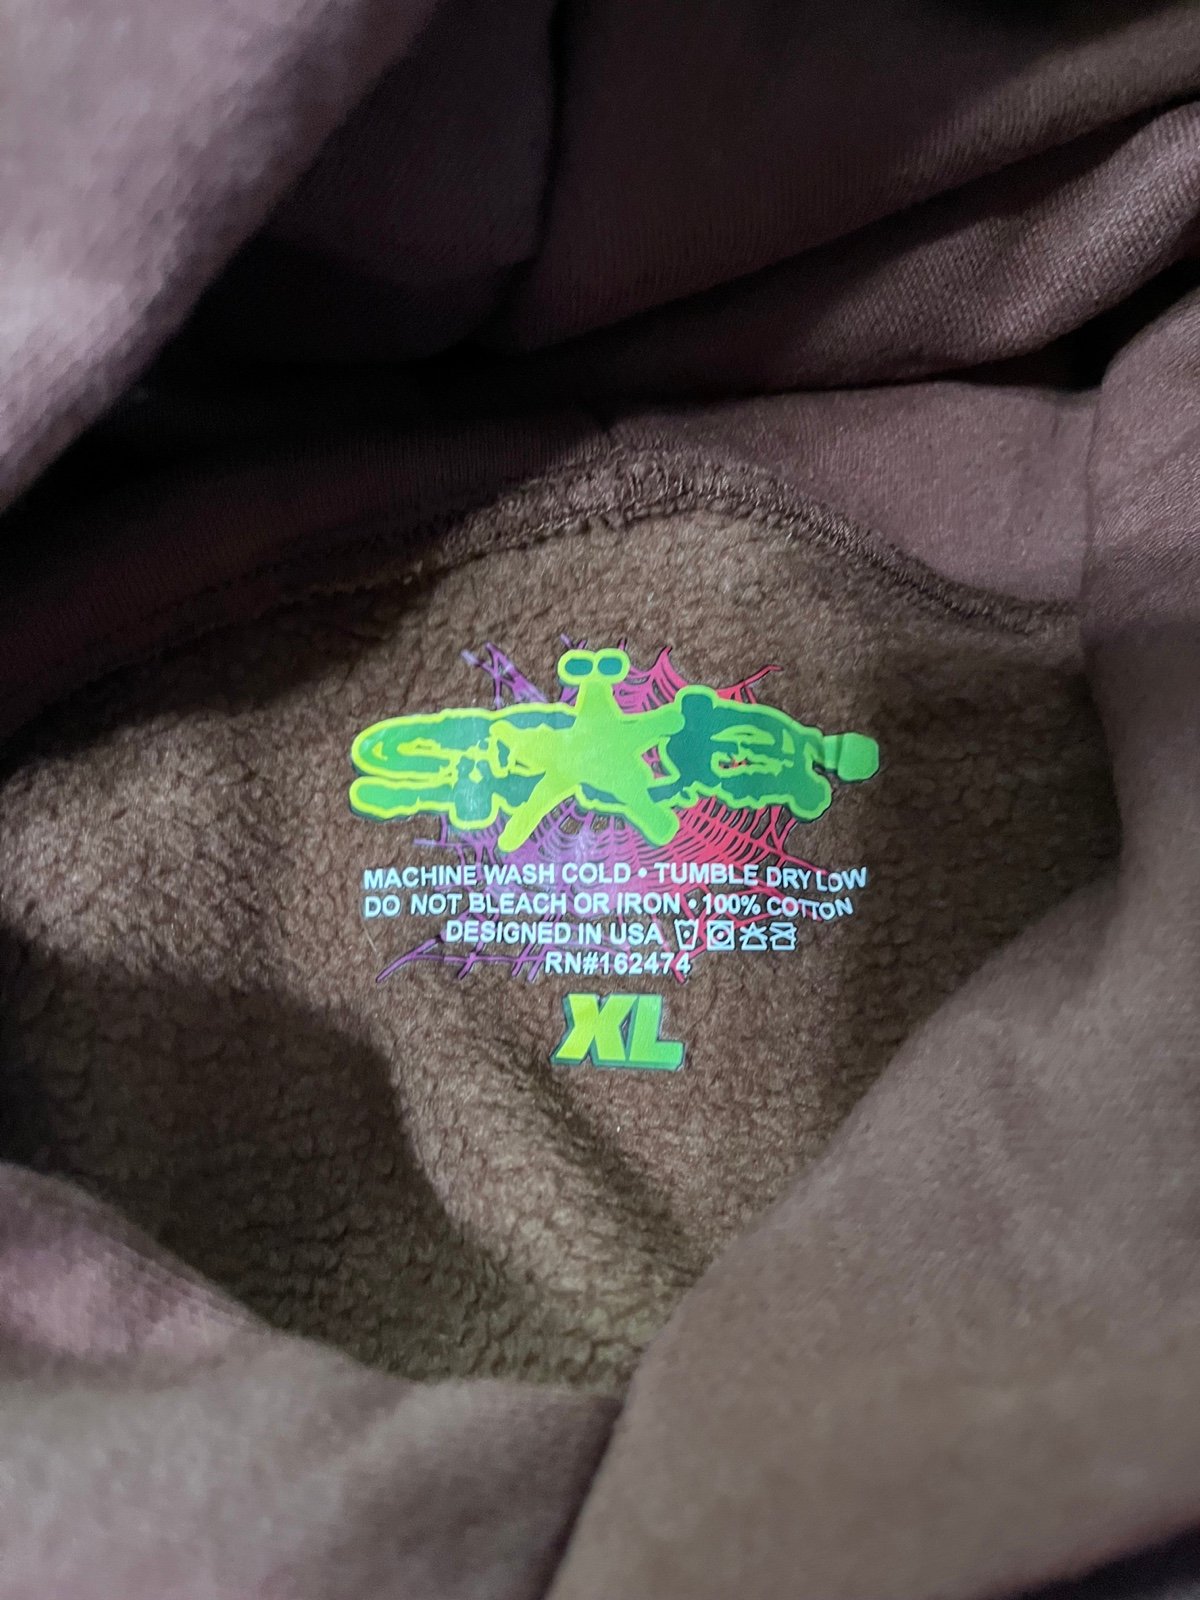 MACHINE WASH COLD • TUMBLE DRY LOW
DO NOT BLEACH OR IRON • 100% COTTON
DESIGNED IN USA
RN#162474
XL